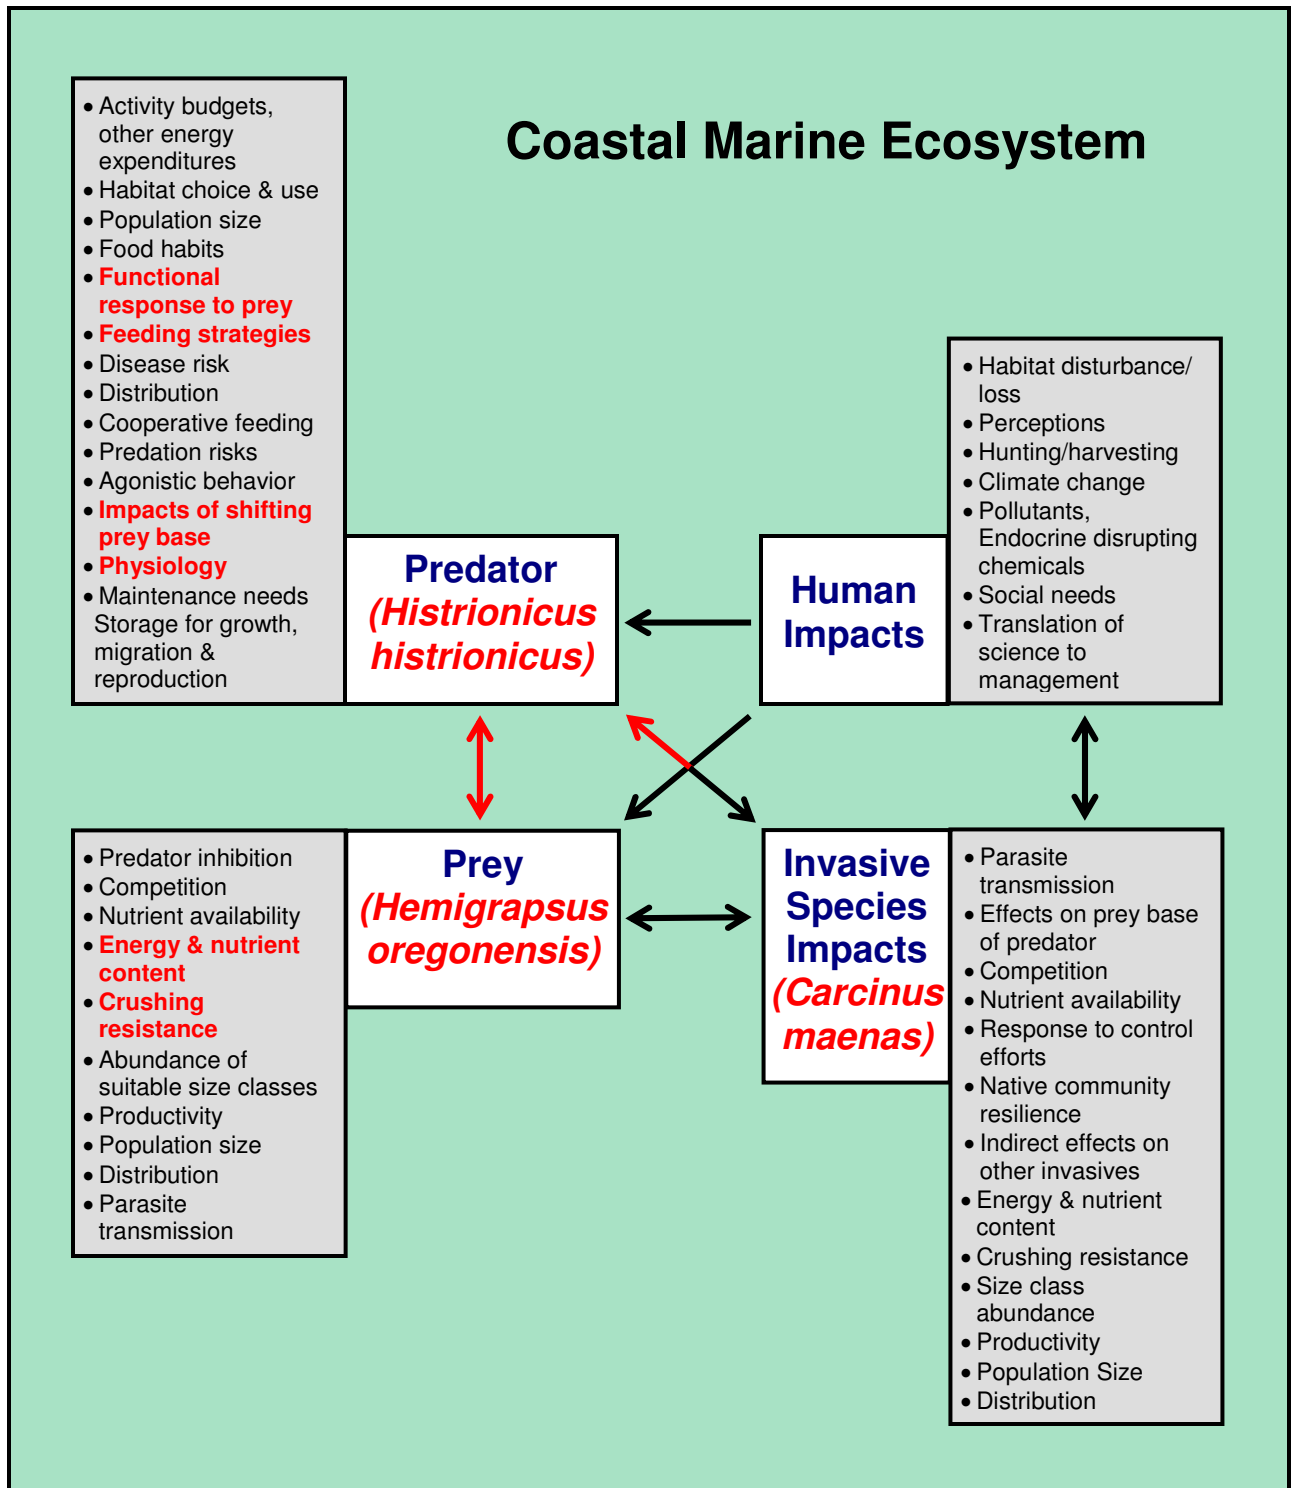 Coastal Marine Ecosystem
• Activity budgets,
other energy
expenditures
• Habitat choice & use
• Population size
• Food habits
• Functional
response to prey
• Feeding strategies
• Disease risk
• Distribution
• Cooperative feeding
• Predation risks
• Agonistic behavior
• Impacts of shifting
prey base
• Physiology
• Maintenance needs
Storage for growth,
migration &
reproduction
Predator
(Histrionicus
histrionicus)
Human
Impacts
• Habitat disturbance/
loss
• Perceptions
• Hunting/harvesting
• Climate change
• Pollutants,
Endocrine disrupting
chemicals
• Social needs
• Translation of
science to
management
• Predator inhibition
• Competition
• Nutrient availability
• Energy & nutrient
content
• Crushing
resistance
• Abundance of
suitable size classes
• Productivity
• Population size
• Distribution
• Parasite
transmission
Prey
(Hemigrapsus
oregonensis)
Invasive
Species
Impacts
(Carcinus
maenas)
• Parasite
transmission
• Effects on prey base
of predator
• Competition
• Nutrient availability
• Response to control
efforts
• Native community
resilience
• Indirect effects on
other invasives
• Energy & nutrient
content
• Crushing resistance
• Size class
abundance
• Productivity
• Population Size
• Distribution